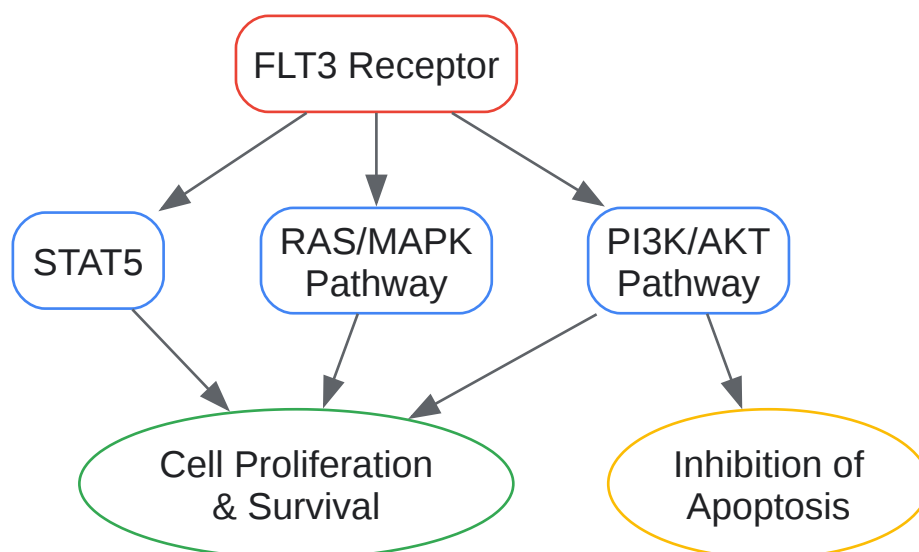 FLT3 Receptor
STAT5
RAS/MAPK
Pathway
PI3K/AKT
Pathway
Cell Proliferation
& Survival
Inhibition of
Apoptosis